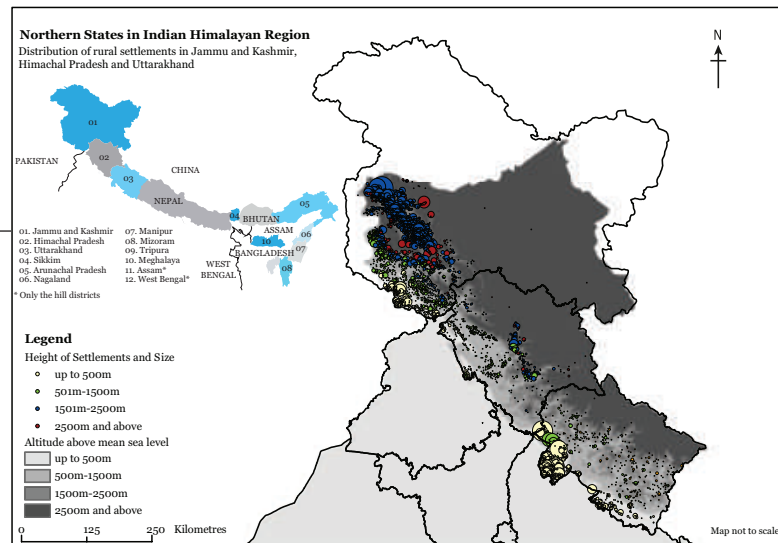 Northern States in Indian Himalayan Region
Distribution of rural settlements in Jammu and Kashmir,
Himachal Pradesh and Uttarakhand
N
01
02
03
04
05
06
07
08
10
PAKISTAN
CHINA
NEPAL
BHUTAN
ASSAM
BANGLADESH
WEST
BENGAL
01. Jammu and Kashmir
02. Himachal Pradesh
03. Uttarakhand
04. Sikkim
05. Arunachal Pradesh
06. Nagaland
07. Manipur
08. Mizoram
09. Tripura
10. Meghalaya
11. Assam*
12. West Bengal*
* Only the hill districts
Legend
Height of Settlements and Size
up to 500m
501m-1500m
1501m-2500m
2500m and above
Altitude above mean sea level
up to 500m
500m-1500m
1500m-2500m
2500m and above
0 125 250 Kilometres
Map not to scale